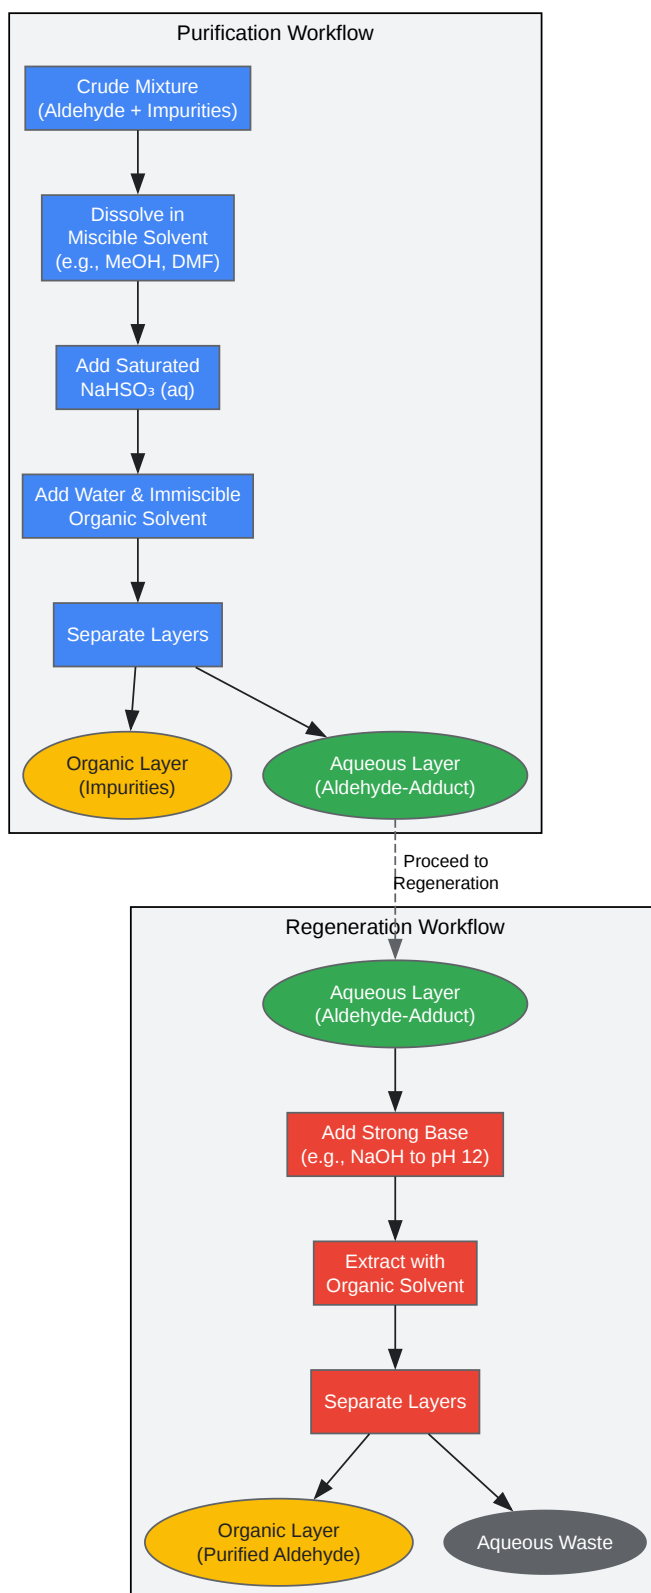 Purification Workflow
Crude Mixture
(Aldehyde + Impurities)
Dissolve in
Miscible Solvent
(e.g., MeOH, DMF)
Add Saturated
NaHSO₃ (aq)
Add Water & Immiscible
Organic Solvent
Separate Layers
Organic Layer
(Impurities)
Aqueous Layer
(Aldehyde-Adduct)
Proceed to
Regeneration
Regeneration Workflow
Aqueous Layer
(Aldehyde-Adduct)
Add Strong Base
(e.g., NaOH to pH 12)
Extract with
Organic Solvent
Separate Layers
Organic Layer
(Purified Aldehyde)
Aqueous Waste